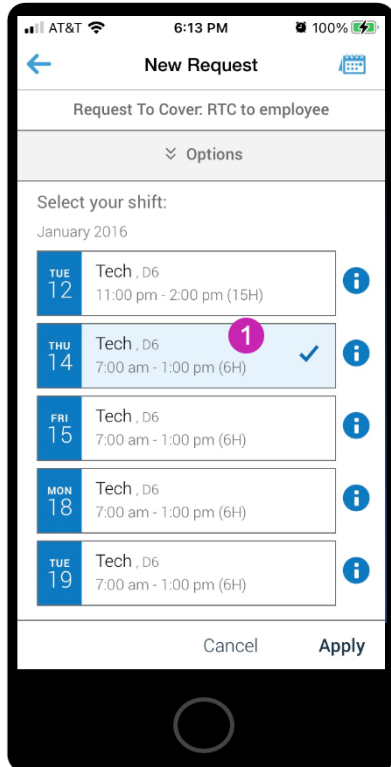 AT&T 6:13 PM 100%
New Request
Request To Cover: RTC to employee
Options
Select your shift:
January 2016
TUE
12
Tech , D6
11:00 pm - 2:00 pm (15H)
THU
14
Tech , D6
7:00 am - 1:00 pm (6H)
1
FRI
15
Tech , D6
7:00 am - 1:00 pm (6H)
MON
18
Tech , D6
7:00 am - 1:00 pm (6H)
TUE
19
Tech , D6
7:00 am - 1:00 pm (6H)
Cancel Apply